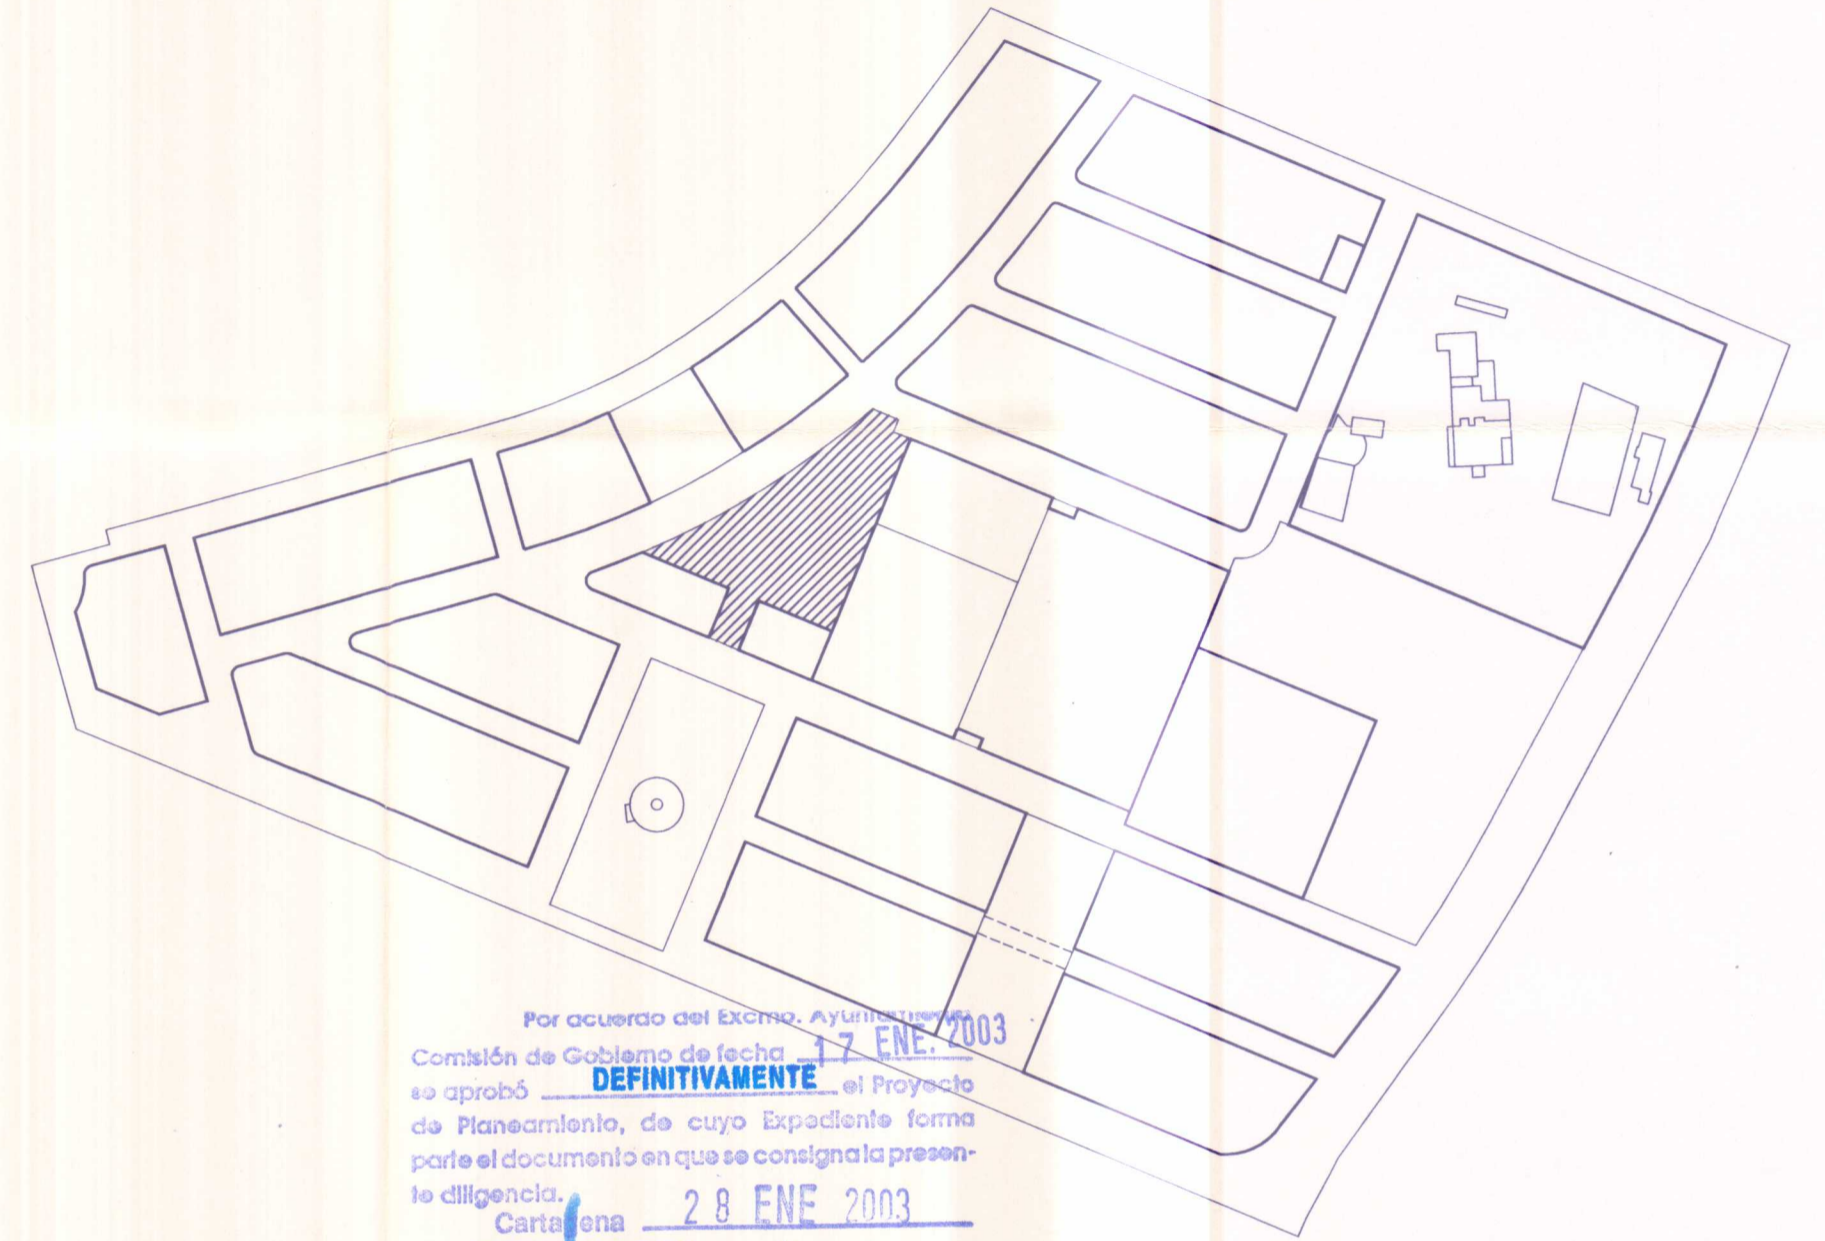 Por acuerdo del Excmo. Ayuntamiento
Comisión de Gobierno de fecha 17 ENE. 2003
se aprobó DEFINITIVAMENTE el Proyecto
de Planeamiento, de cuyo Expediente forma
parte el documento en que se consigna la presen-
te diligencia.
Cartagena 28 ENE 2003